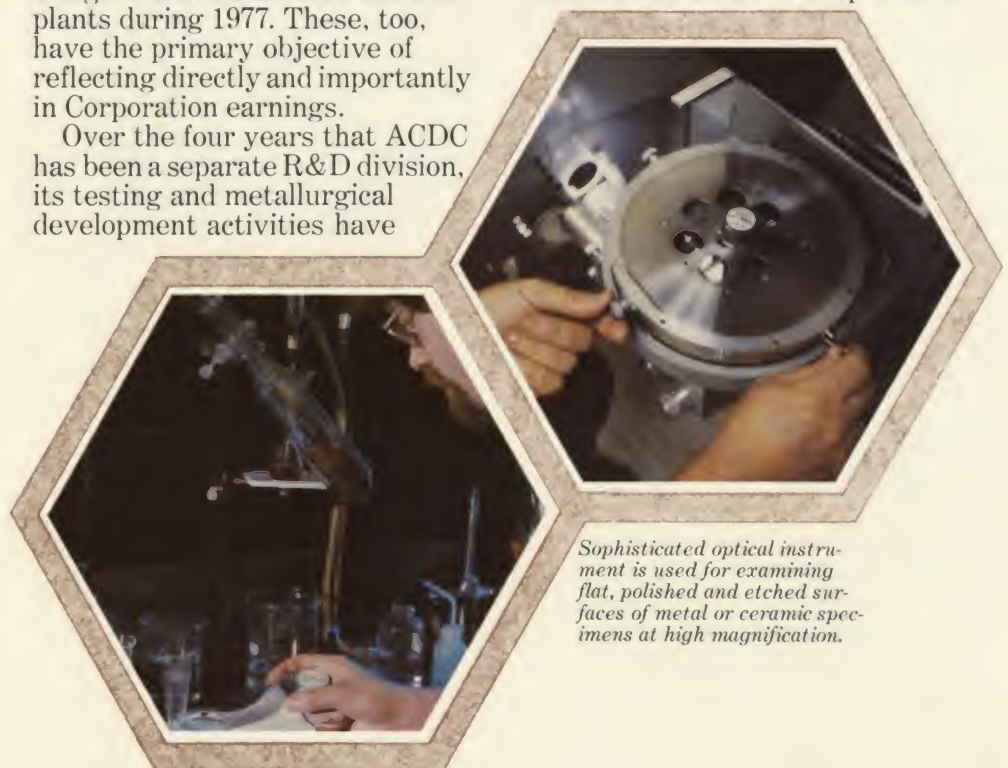 plants during 1977. These, too,
have the primary objective of
reflecting directly and importantly
in Corporation earnings.
Over the four years that ACDC
has been a separate R&D division,
its testing and metallurgical
development activities have
Sophisticated optical instru-
ment is used for examining
flat, polished and etched sur-
faces of metal or ceramic spec-
imens at high magnification.